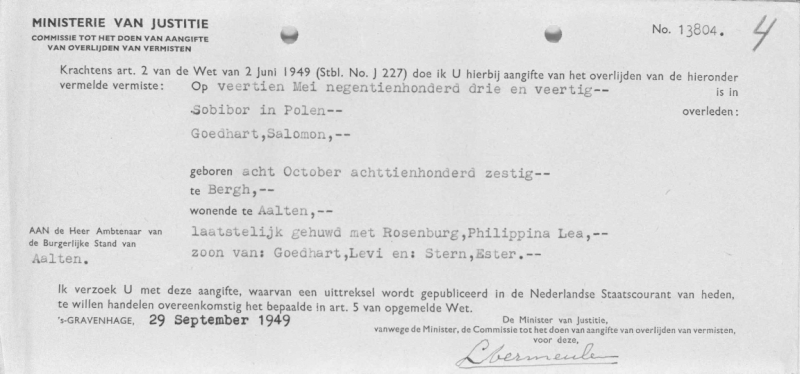 MINISTERIE VAN JUSTITIE
COMMISSIE TOT HET DOEN VAN AANGIFTE
VAN OVERLIJDEN VAN VERMISTEN
No. 13804.
4
Krachtens art. 2 van de Wet van 2 Juni 1949 (Stbl. No. J 227) doe ik U hierbij aangifte van het overlijden van de hieronder
vermelde vermiste: Op veertien Mei negentienhonderd drie en veertig-- is in
Sobibor in Polen-- overleden:
Goedhart,Salomon,--
geboren acht October achttienhonderd zestig--
te Bergh,--
wonende te Aalten,--
AAN de Heer Ambtenaar van laatstelijk gehuwd met Rosenburg,Philippina Lea,--
de Burgerlijke Stand van zoon van: Goedhart,Levi en: Stern,Ester.--
Aalten.
Ik verzoek U met deze aangifte, waarvan een uittreksel wordt gepubliceerd in de Nederlandse Staatscourant van heden,
te willen handelen overeenkomstig het bepaalde in art. 5 van opgemelde Wet.
's-GRAVENHAGE, 29 September 1949
De Minister van Justitie,
vanwege de Minister, de Commissie tot het doen van aangifte van overlijden van vermisten,
voor deze,
LVermeulen